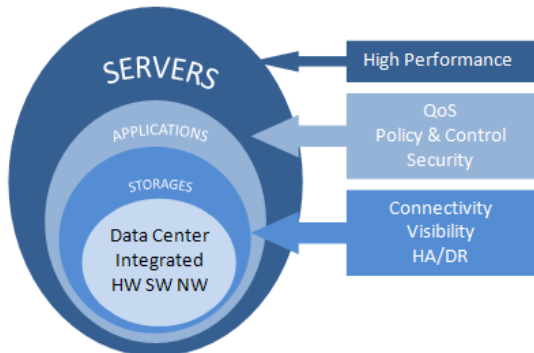 SERVERS
APPLICATIONS
STORAGES
Data Center
Integrated
HW SW NW
High Performance
QoS
Policy & Control
Security
Connectivity
Visibility
HA/DR